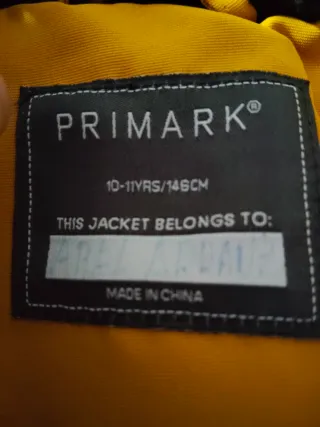 PRIMARK®
10-11YRS/146CM
THIS JACKET BELONGS TO:
MADE IN CHINA